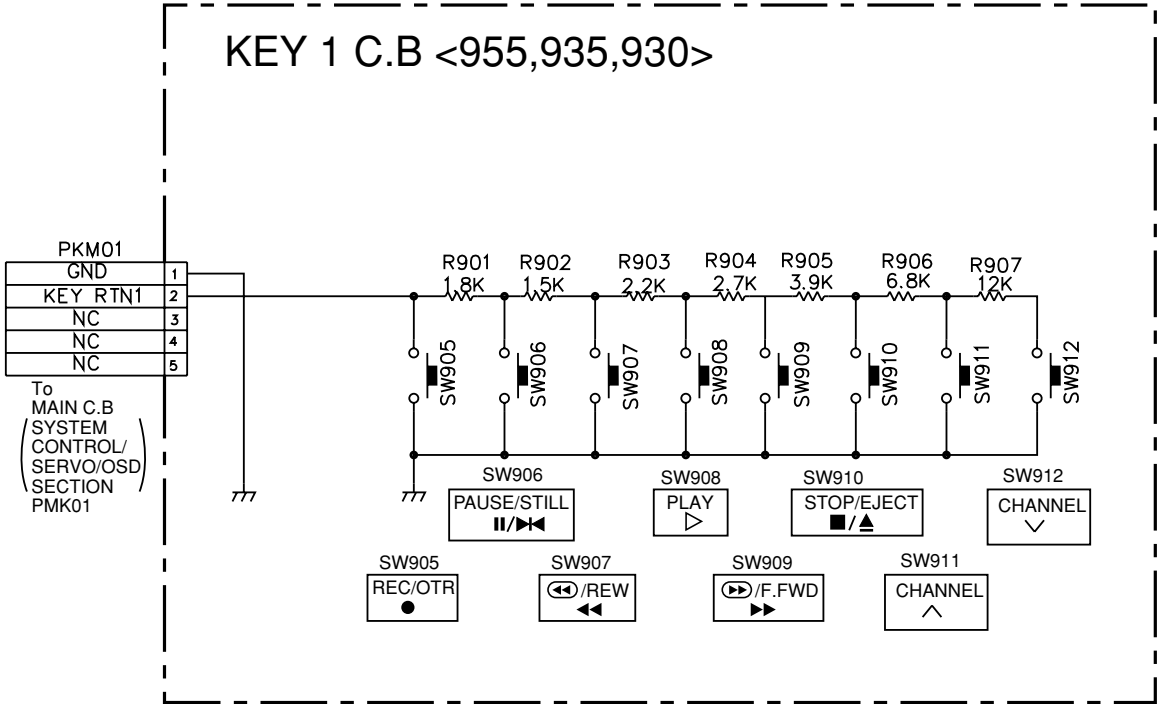 KEY 1 C.B <955,935,930>
PKM01
GND 1
KEY RTN1 2
NC 3
NC 4
NC 5
To
MAIN C.B
SYSTEM
CONTROL/
SERVO/OSD
SECTION
PMK01
R901
1.8K
R902
1.5K
R903
2.2K
R904
2.7K
R905
3.9K
R906
6.8K
R907
12K
SW905
SW906
SW907
SW908
SW909
SW910
SW911
SW912
SW906
PAUSE/STILL
SW908
PLAY
SW910
STOP/EJECT
/
SW912
CHANNEL
SW905
REC/OTR
SW907
/REW
SW909
/F.FWD
SW911
CHANNEL